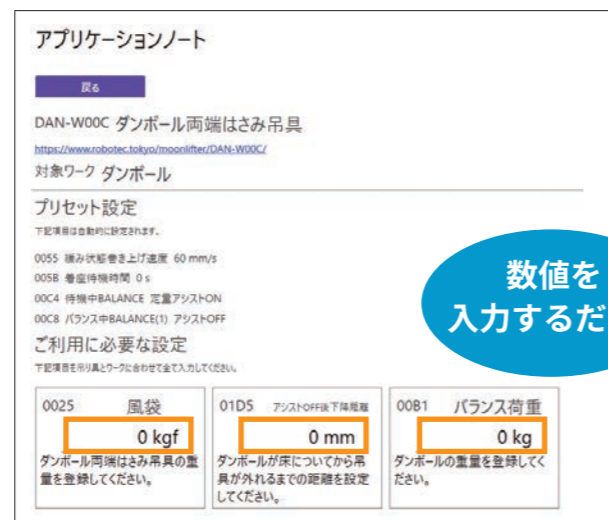 アプリケーションノート
戻る
DAN-W00C ダンボール両端はさみ吊具
https://www.robotec.tokyo/moonlifter/DAN-W00C/
対象ワーク ダンボール
プリセット設定
下記項目は自動的に設定されます。
0055 緩み状態巻き上げ速度 60 mm/s
005B 着座待機時間 0 s
00C4 待機中BALANCE 定量アシストON
00C8 バランス中BALANCE(1) アシストOFF
数値を
入力するだ
ご利用に必要な設定
下記項目を吊り具とワークに合わせて全て入力してください。
0025 風袋
0 kgf
ダンボール両端はさみ吊具の重
量を登録してください。
01D5 アシストOFF後下降距離
0 mm
ダンボールが床についてから吊
具が外れるまでの距離を設定
してください。
00B1 バランス荷重
0 kg
ダンボールの重量を登録してく
ださい。